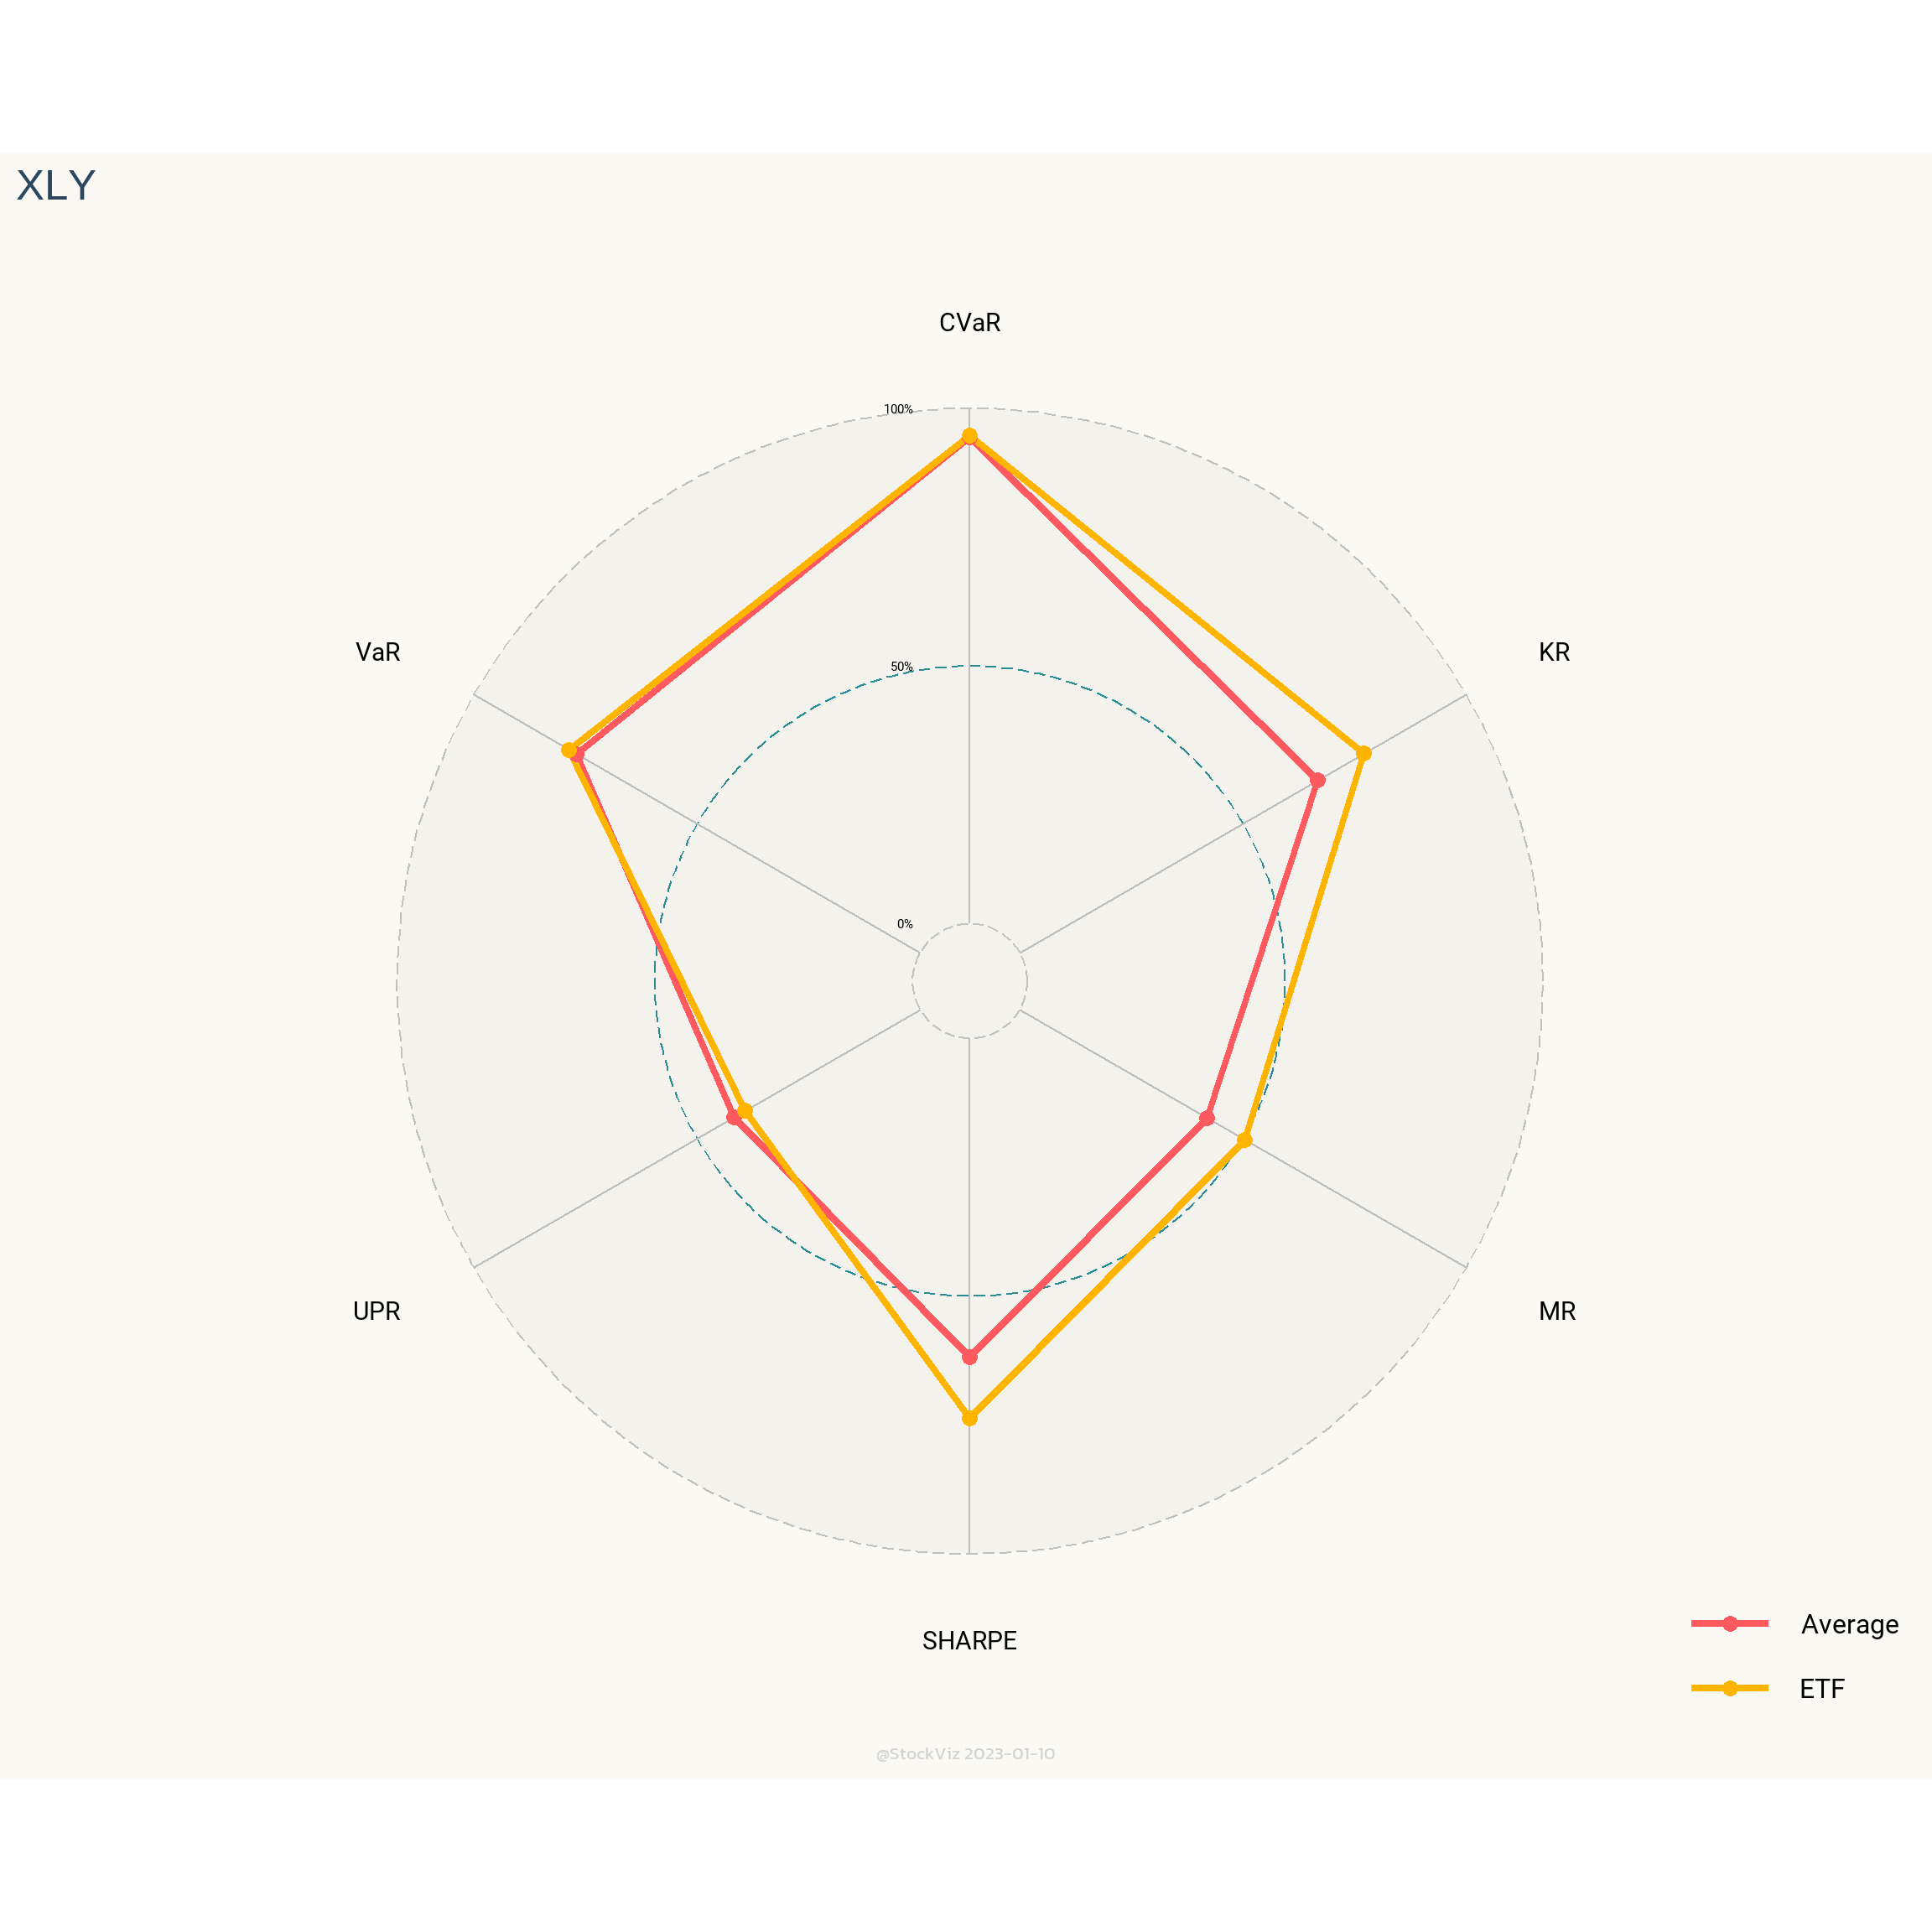 XLY
CVaR
100%
VaR
KR
50%
0%
UPR
MR
SHARPE
Average
ETF
@StockViz 2023-01-10